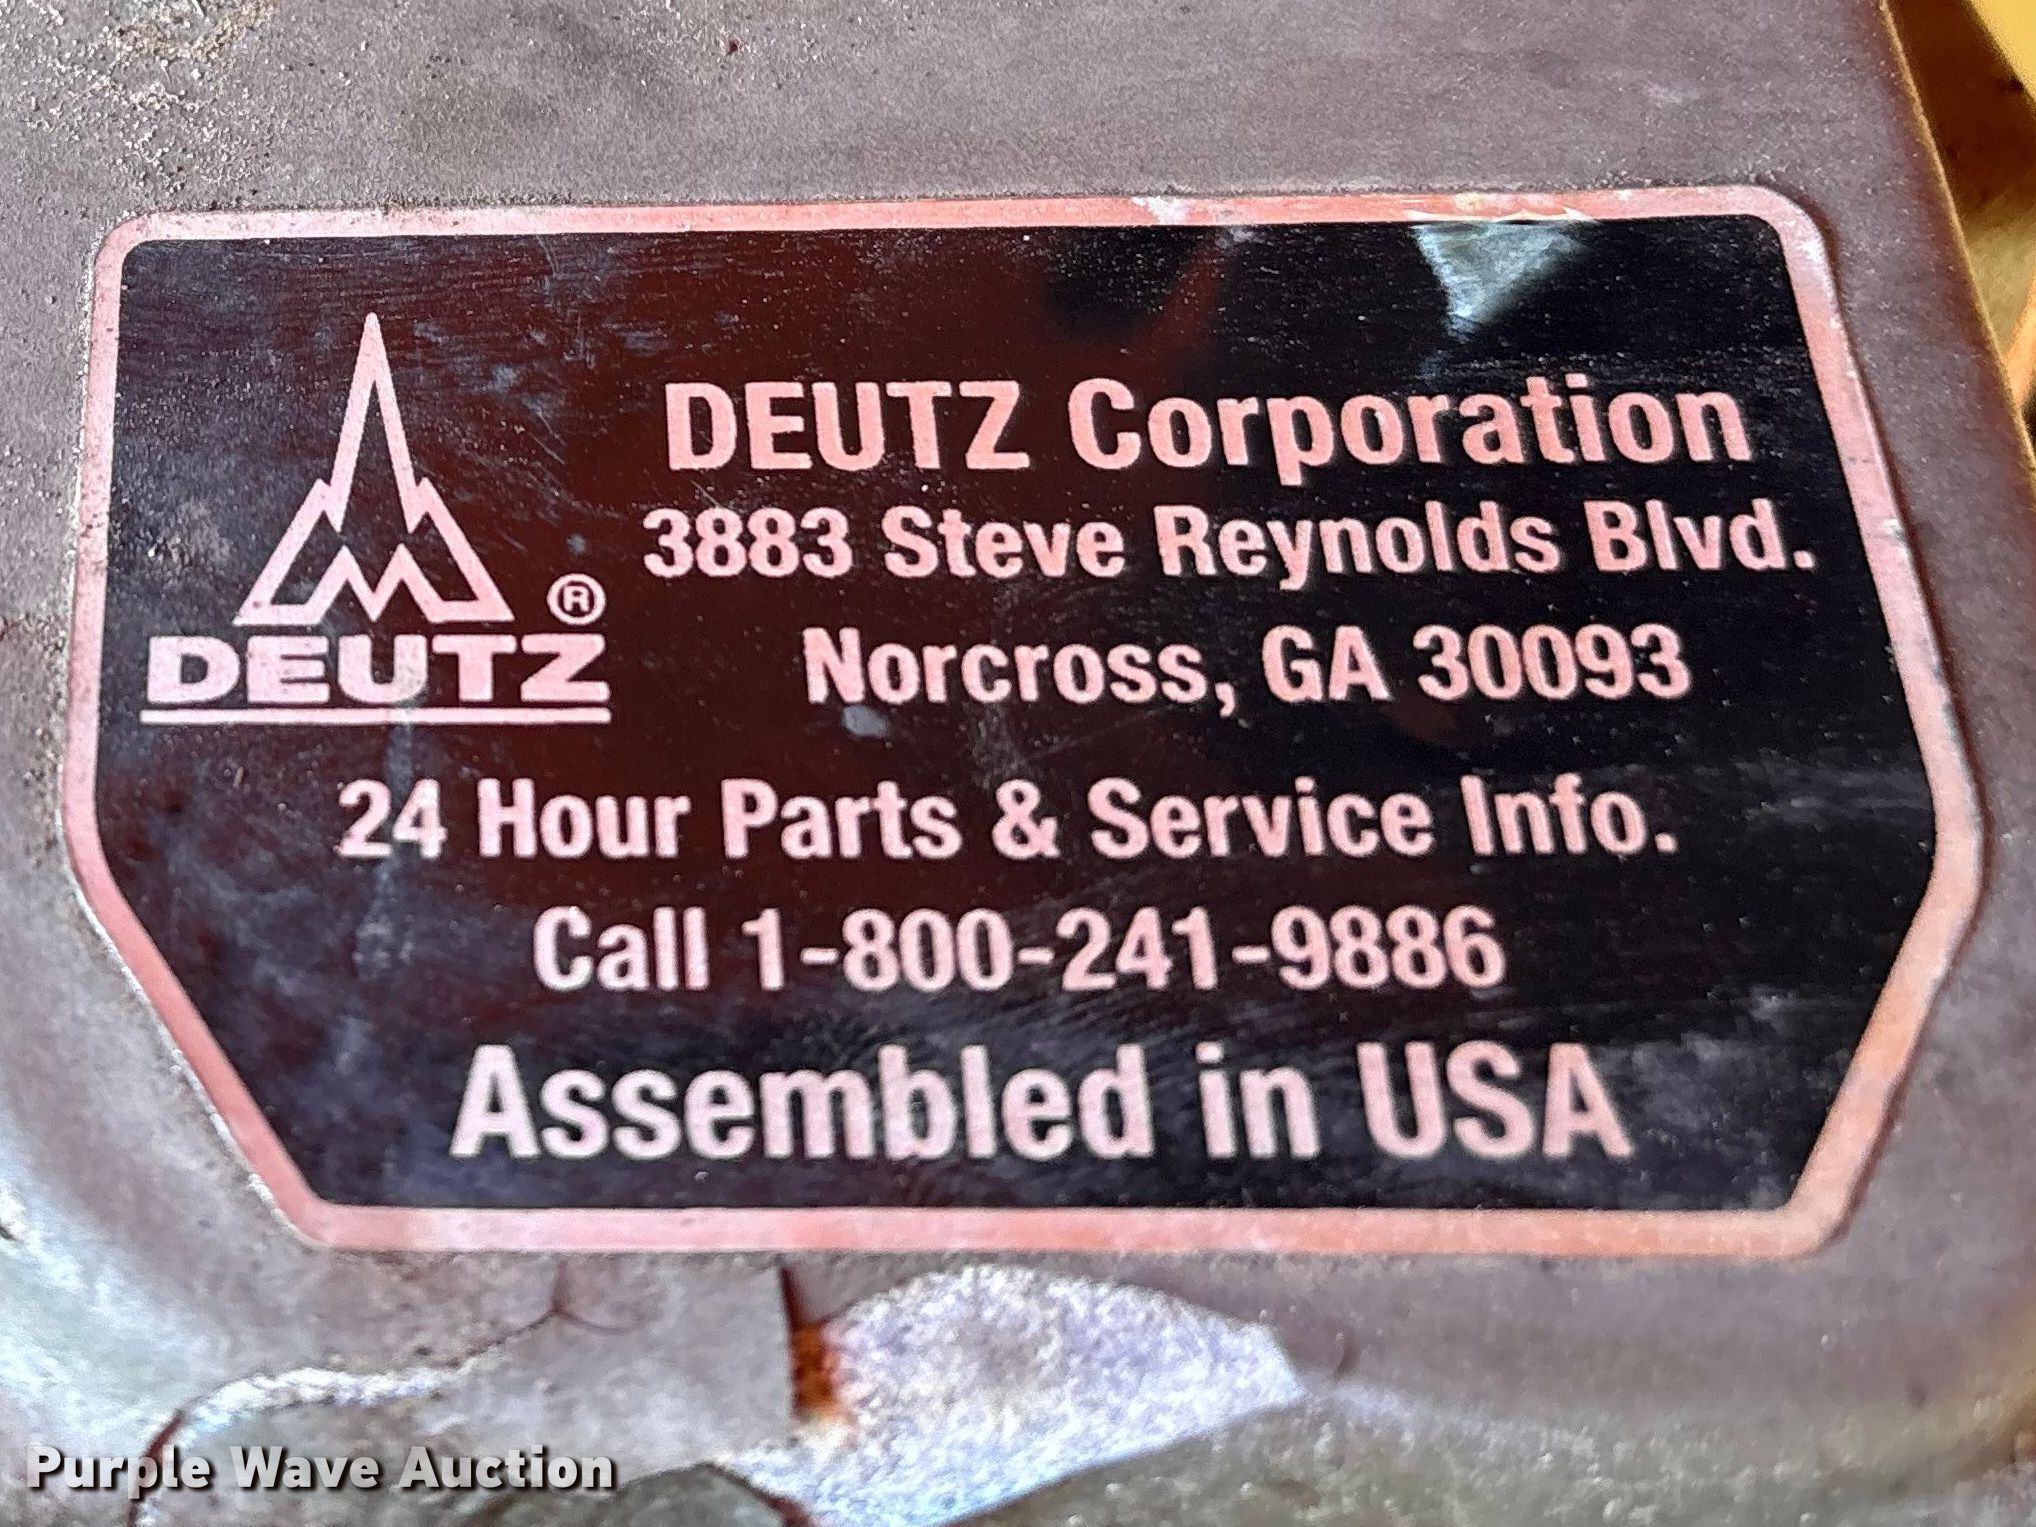 DEUTZ Corporation
3883 Steve Reynolds Blvd.
Norcross, GA 30093
®
DEUTZ
24 Hour Parts & Service Info.
Call 1-800-241-9886
Assembled in USA
Purple Wave Auction